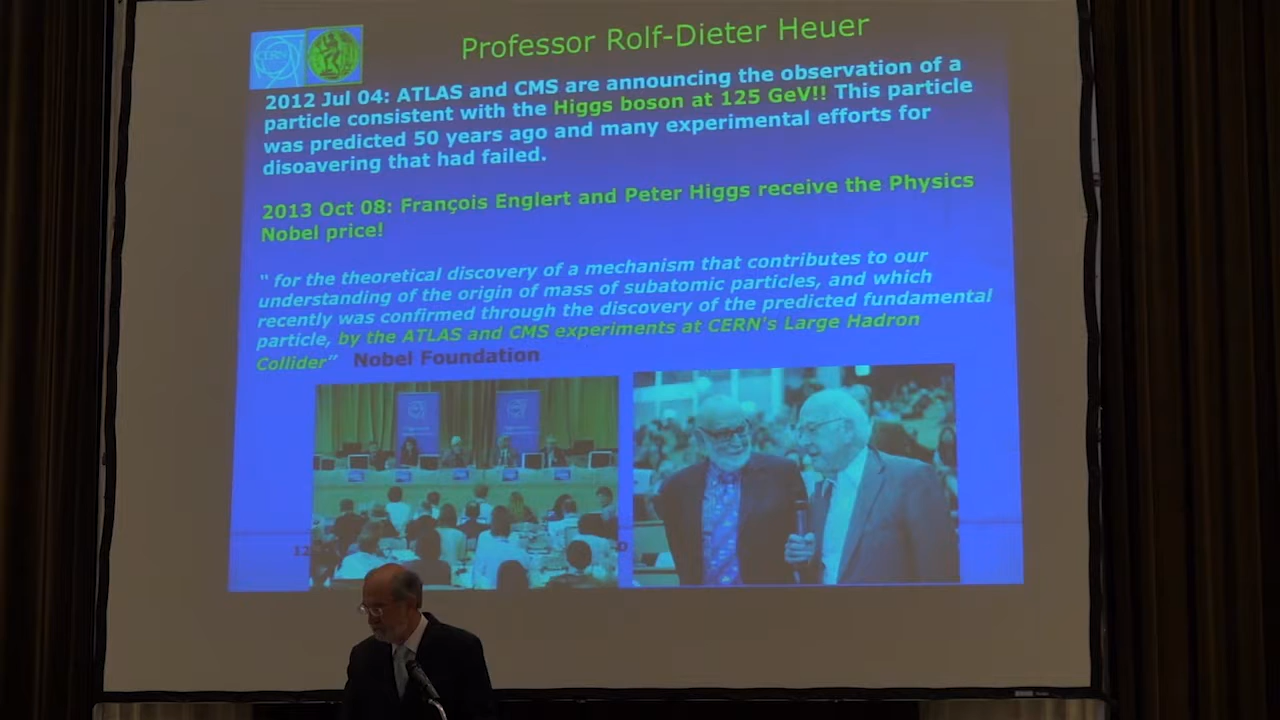 CERN
Professor Rolf-Dieter Heuer
2012 Jul 04: ATLAS and CMS are announcing the observation of a
particle consistent with the Higgs boson at 125 GeV!! This particle
was predicted 50 years ago and many experimental efforts for
disoavering that had failed.
2013 Oct 08: François Englert and Peter Higgs receive the Physics
Nobel price!
“ for the theoretical discovery of a mechanism that contributes to our
understanding of the origin of mass of subatomic particles, and which
recently was confirmed through the discovery of the predicted fundamental
particle, by the ATLAS and CMS experiments at CERN’s Large Hadron
Collider” Nobel Foundation